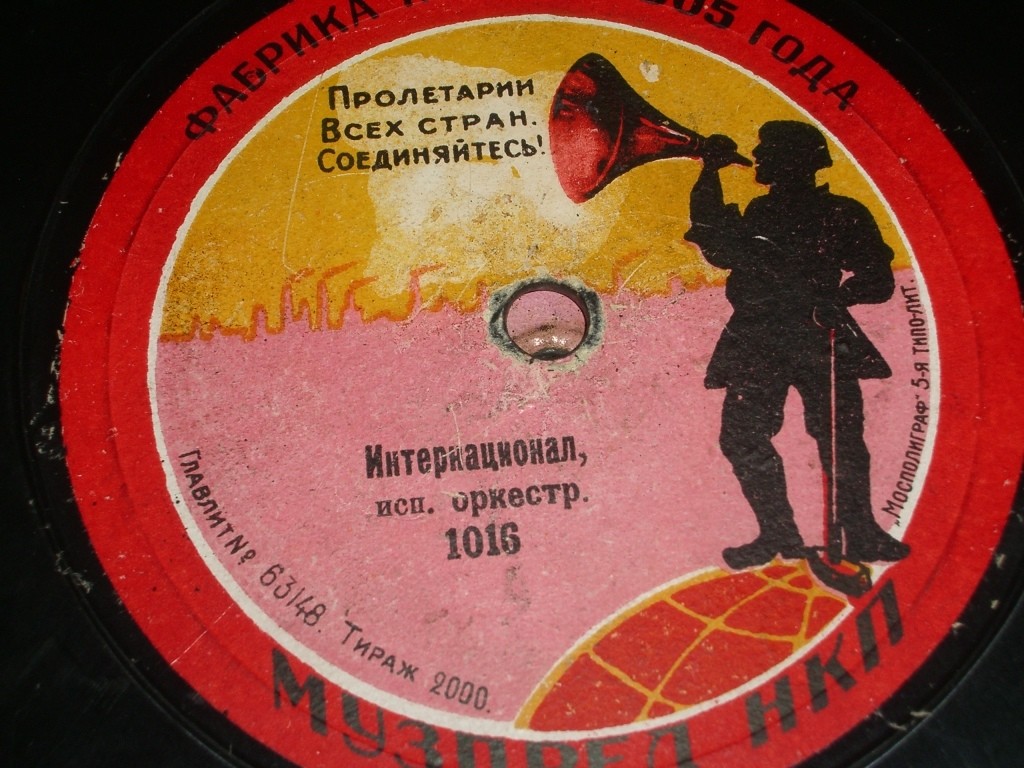 ФАБРИКА 1905 ГОДА
ПРОЛЕТАРИИ
ВСЕХ СТРАН.
СОЕДИНЯЙТЕСЬ!
Интернационал,
исп. оркестр.
1016
ГЛАВЛИТ № 63148. ТИРАЖ 2000.
„МОСПОЛИГРАФ" 5-Я ТИПО-ЛИТ.
МУЗПРЕД НКП